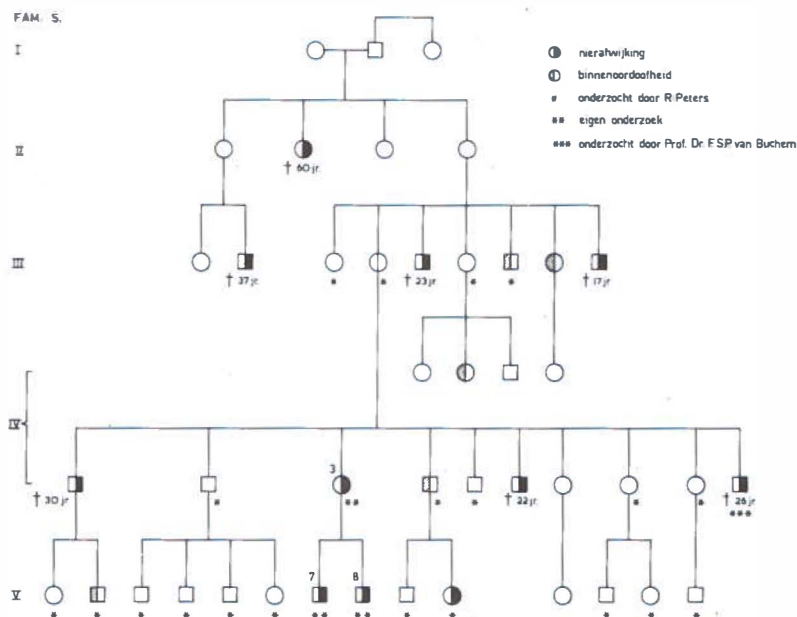 FAM. S.
I
nierafwijking
binnenoordoofheid
* onderzocht door R. Peters
** eigen onderzoek
*** onderzocht door Prof. Dr. F.S.P. van Buchem
II
† 60 jr.
III
† 37 jr. * * † 23 jr. * * † 17 jr.
IV
3
† 30 jr. * ** * * † 22 jr. * * † 26 jr.
***
7 8
V
* * * * * * ** ** * * * * *